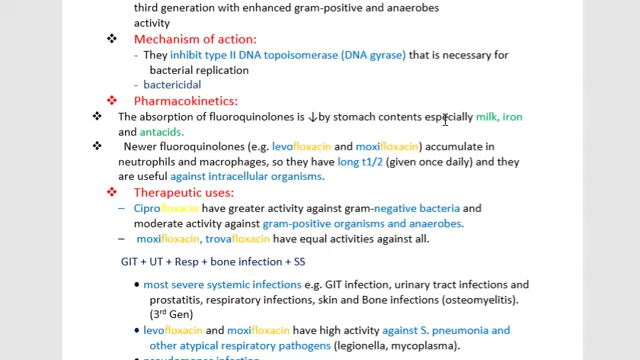 third generation with enhanced gram-positive and anaerobes
activity
❖ Mechanism of action:
- They inhibit type II DNA topoisomerase (DNA gyrase) that is necessary for
bacterial replication
- bactericidal
❖ Pharmacokinetics:
❖ The absorption of fluoroquinolones is ↓by stomach contents especially milk, iron
and antacids.
❖ Newer fluoroquinolones (e.g. levofloxacin and moxifloxacin) accumulate in
neutrophils and macrophages, so they have long t1/2 (given once daily) and they
are useful against intracellular organisms.
❖ Therapeutic uses:
– Ciprofloxacin have greater activity against gram-negative bacteria and
moderate activity against gram-positive organisms and anaerobes.
– moxifloxacin, trovafloxacin have equal activities against all.
GIT + UT + Resp + bone infection + SS
• most severe systemic infections e.g. GIT infection, urinary tract infections and
prostatitis, respiratory infections, skin and Bone infections (osteomyelitis).
(3rd Gen)
• levofloxacin and moxifloxacin have high activity against S. pneumonia and
other atypical respiratory pathogens (legionella, mycoplasma).